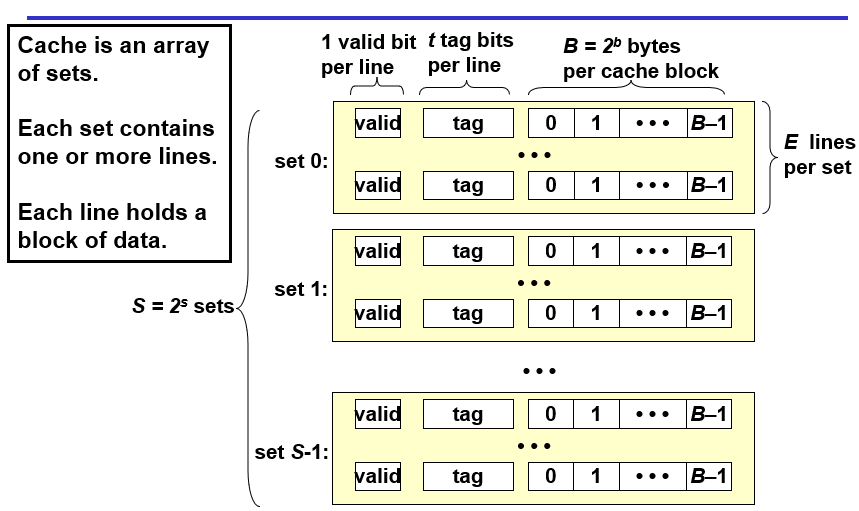 Cache is an array
of sets.
Each set contains
one or more lines.
Each line holds a
block of data.
1 valid bit
per line
t tag bits
per line
B = 2ᵇ bytes
per cache block
E lines
per set
S = 2ˢ sets
set 0:
valid tag 0 1 • • • B–1
• • •
valid tag 0 1 • • • B–1
set 1:
valid tag 0 1 • • • B–1
• • •
valid tag 0 1 • • • B–1
• • •
set S-1:
valid tag 0 1 • • • B–1
• • •
valid tag 0 1 • • • B–1